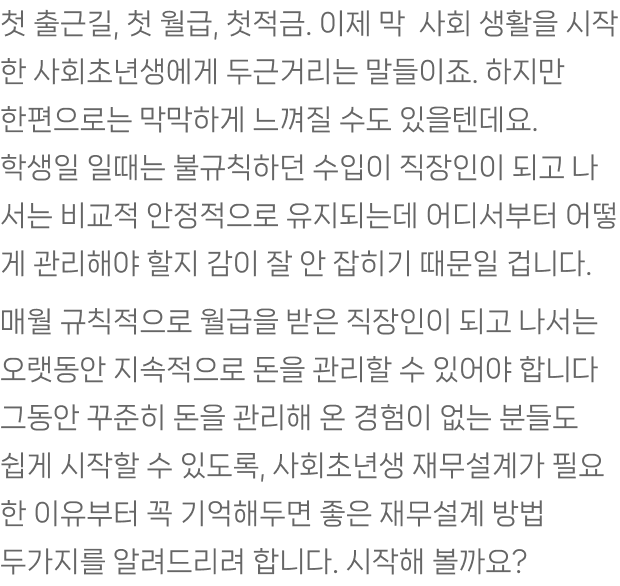 첫 출근길, 첫 월급, 첫적금. 이제 막  사회 생활을 시작
한 사회초년생에게 두근거리는 말들이죠. 하지만
한편으로는 막막하게 느껴질 수도 있을텐데요.
학생일 일때는 불규칙하던 수입이 직장인이 되고 나
서는 비교적 안정적으로 유지되는데 어디서부터 어떻
게 관리해야 할지 감이 잘 안 잡히기 때문일 겁니다.
매월 규칙적으로 월급을 받은 직장인이 되고 나서는
오랫동안 지속적으로 돈을 관리할 수 있어야 합니다
그동안 꾸준히 돈을 관리해 온 경험이 없는 분들도
쉽게 시작할 수 있도록, 사회초년생 재무설계가 필요
한 이유부터 꼭 기억해두면 좋은 재무설계 방법
두가지를 알려드리려 합니다. 시작해 볼까요?